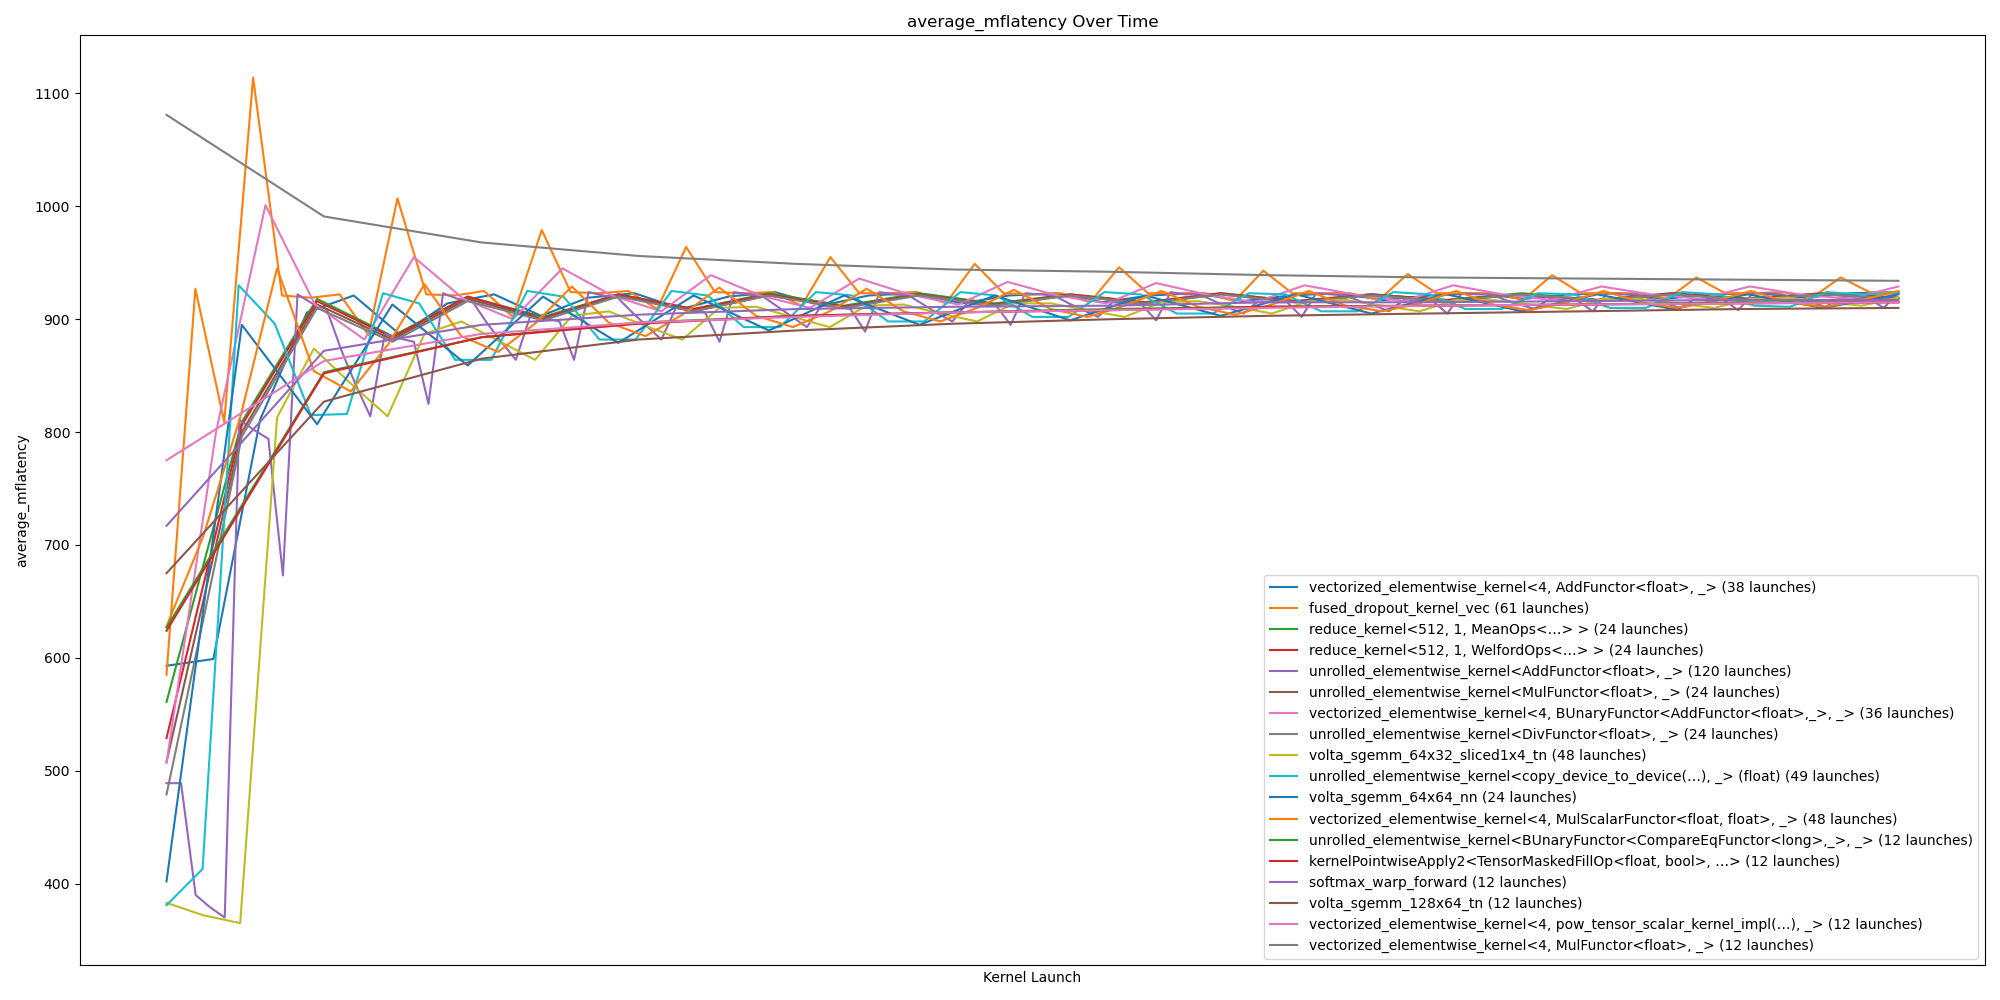 average_mflatency Over Time
1100
1000
900
800
700
600
500
400
average_mflatency
Kernel Launch
vectorized_elementwise_kernel<4, AddFunctor<float>, _> (38 launches)
fused_dropout_kernel_vec (61 launches)
reduce_kernel<512, 1, MeanOps<...> > (24 launches)
reduce_kernel<512, 1, WelfordOps<...> > (24 launches)
unrolled_elementwise_kernel<AddFunctor<float>, _> (120 launches)
unrolled_elementwise_kernel<MulFunctor<float>, _> (24 launches)
vectorized_elementwise_kernel<4, BUnaryFunctor<AddFunctor<float>,_>, _> (36 launches)
unrolled_elementwise_kernel<DivFunctor<float>, _> (24 launches)
volta_sgemm_64x32_sliced1x4_tn (48 launches)
unrolled_elementwise_kernel<copy_device_to_device(...), _> (float) (49 launches)
volta_sgemm_64x64_nn (24 launches)
vectorized_elementwise_kernel<4, MulScalarFunctor<float, float>, _> (48 launches)
unrolled_elementwise_kernel<BUnaryFunctor<CompareEqFunctor<long>,_>, _> (12 launches)
kernelPointwiseApply2<TensorMaskedFillOp<float, bool>, ...> (12 launches)
softmax_warp_forward (12 launches)
volta_sgemm_128x64_tn (12 launches)
vectorized_elementwise_kernel<4, pow_tensor_scalar_kernel_impl(...), _> (12 launches)
vectorized_elementwise_kernel<4, MulFunctor<float>, _> (12 launches)